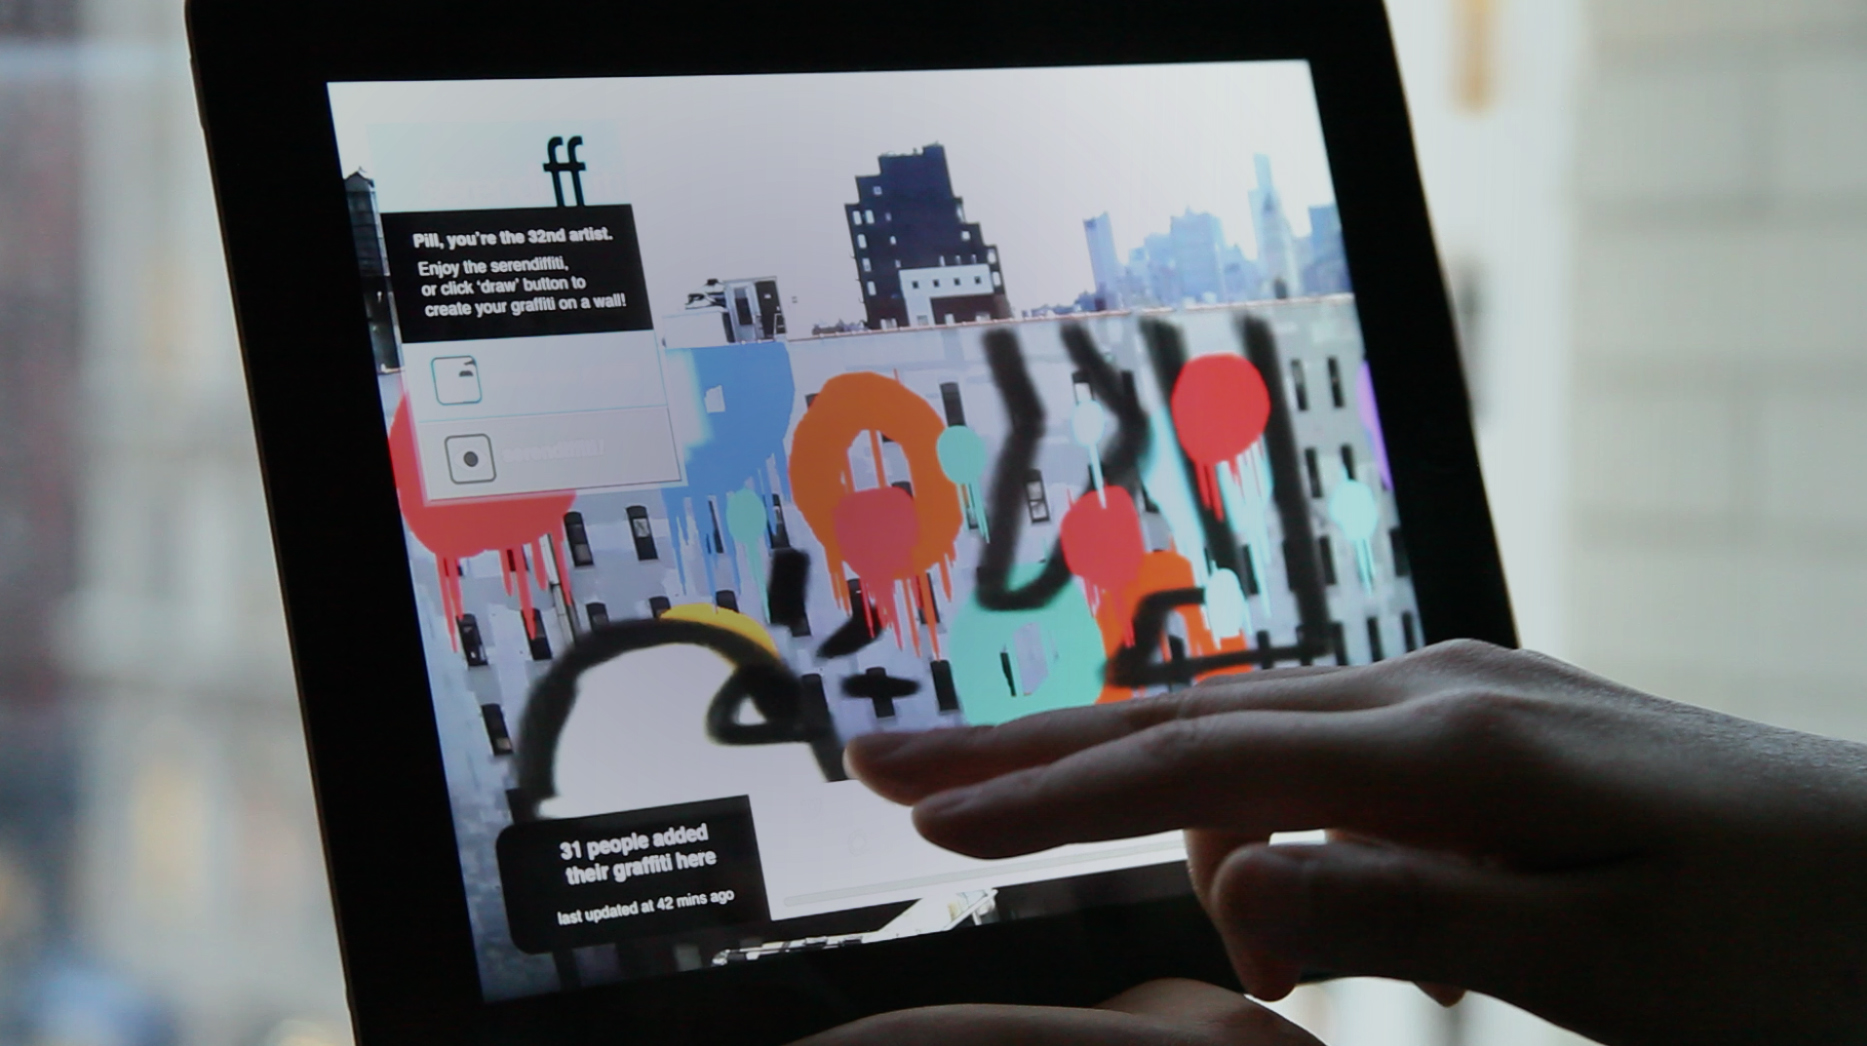 ff
Pill, you're the 32nd artist.
Enjoy the serendiffiti,
or click 'draw' button to
create your graffiti on a wall!
31 people added
their graffiti here
last updated at 42 mins ago